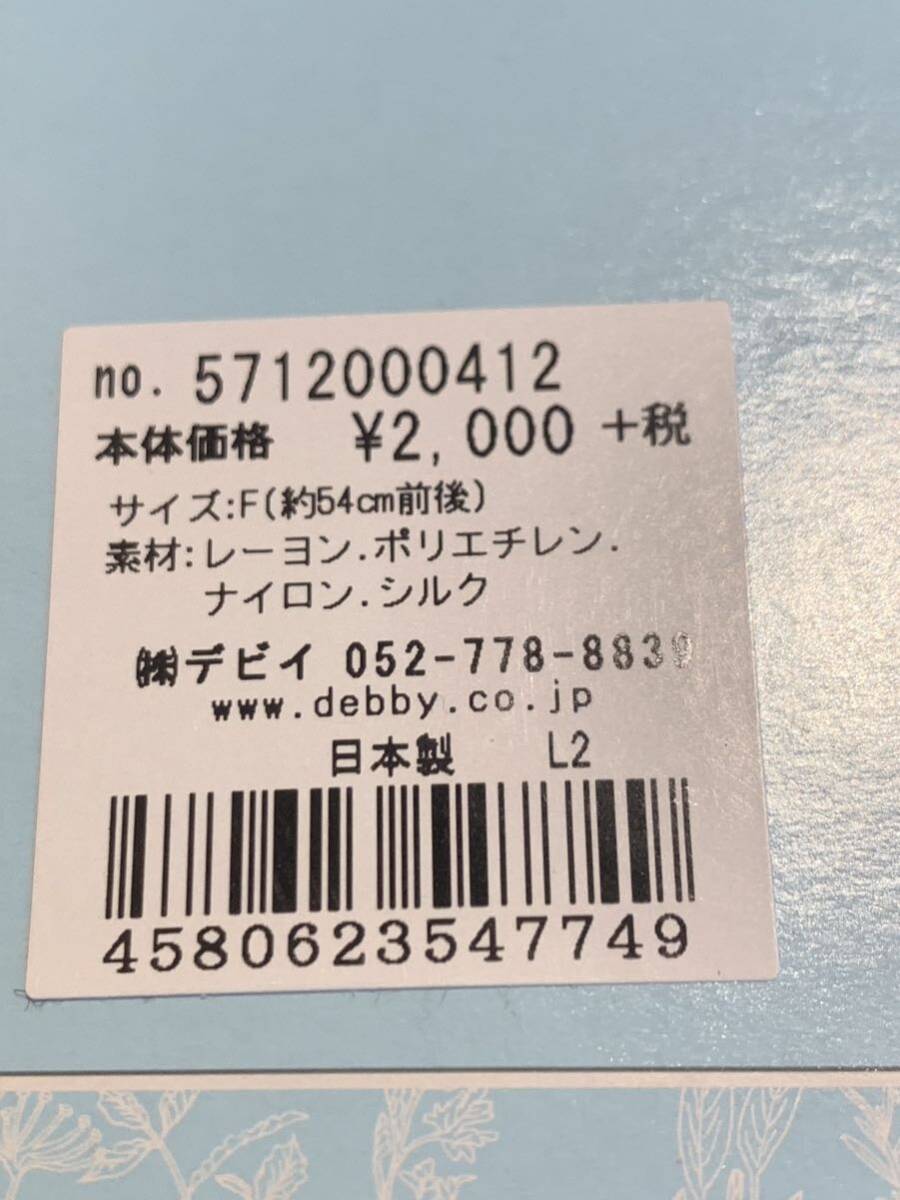 no. 5712000412
本体価格 ¥2,000 +税
サイズ:F(約54cm前後)
素材:レーヨン.ポリエチレン.
ナイロン.シルク
㈱デビイ 052-778-8839
www.debby.co.jp
日本製 L2
4580623547749